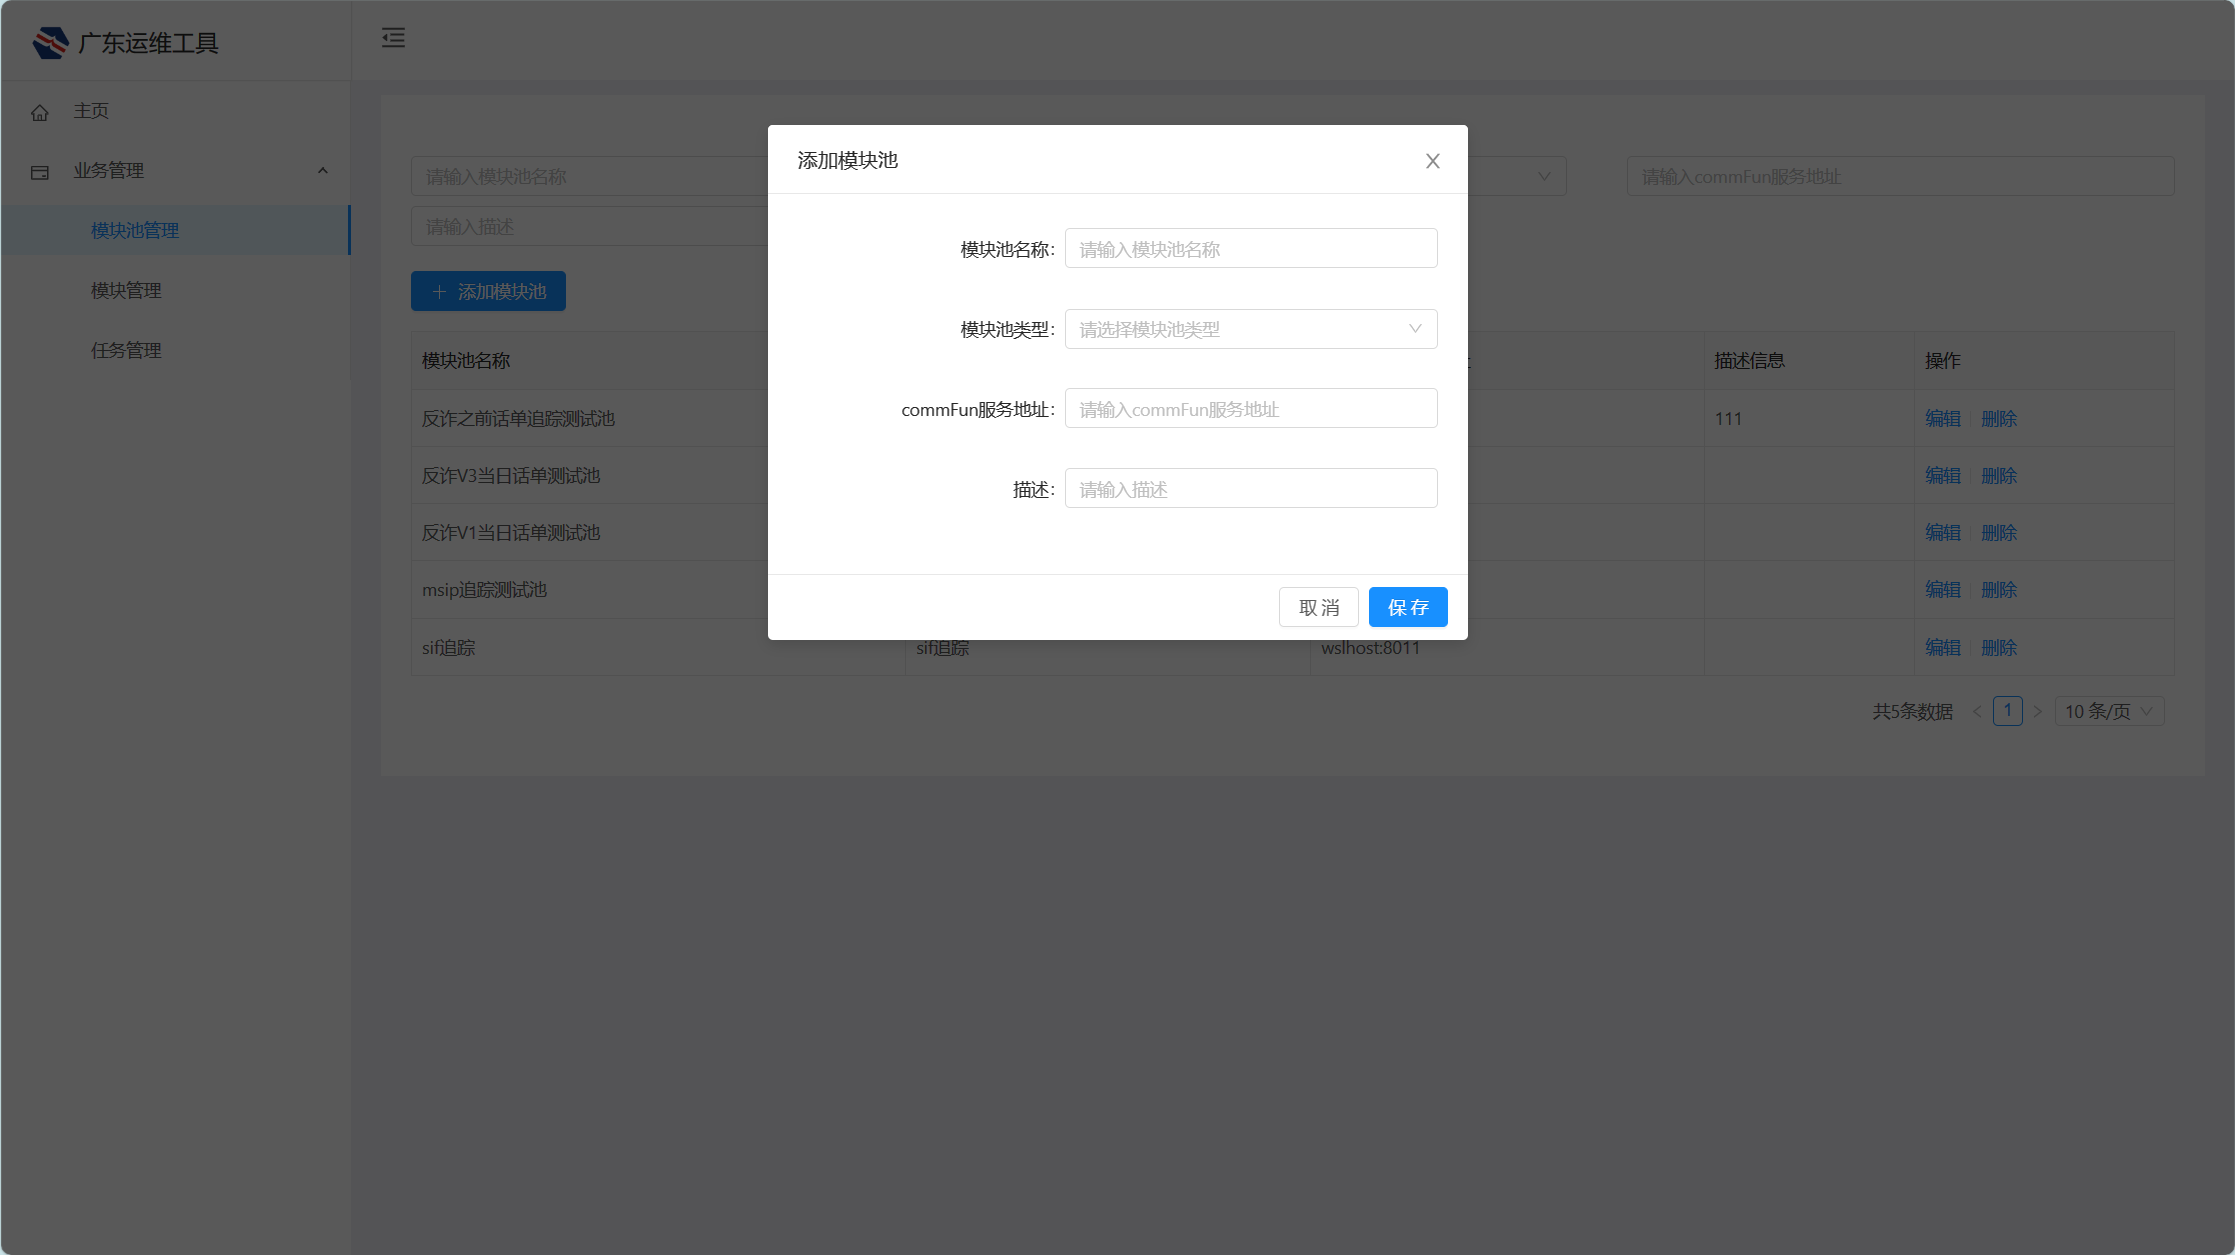 广东运维工具
主页
业务管理
模块池管理
模块管理
任务管理
请输入模块池名称
请输入commFun服务地址
请输入描述
添加模块池
模块池名称
描述信息
操作
反诈之前话单追踪测试池
111
编辑
删除
反诈V3当日话单测试池
编辑
删除
反诈V1当日话单测试池
编辑
删除
msip追踪测试池
编辑
删除
sif追踪
sif追踪
wslhost:8011
编辑
删除
共5条数据
1
10 条/页
添加模块池
模块池名称:
请输入模块池名称
模块池类型:
请选择模块池类型
commFun服务地址:
请输入commFun服务地址
描述:
请输入描述
取 消
保 存